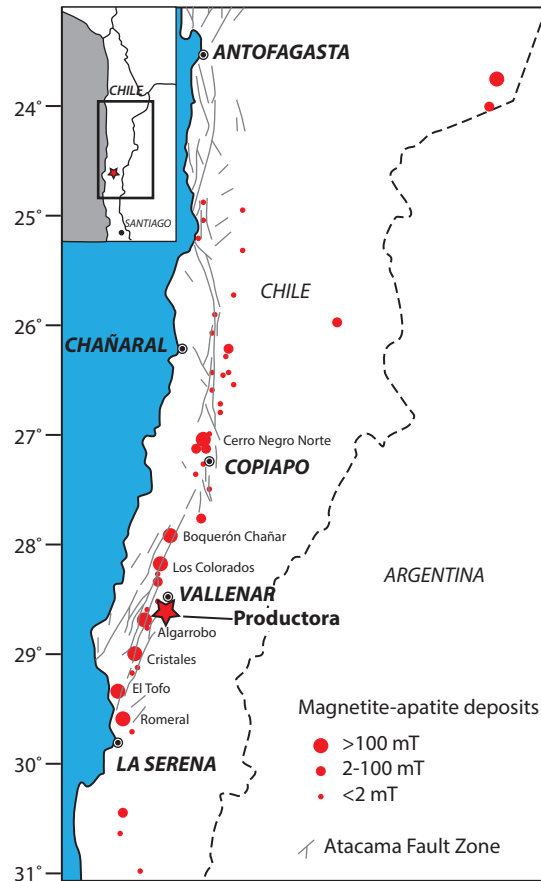 ANTOFAGASTA
CHILE
24°
SANTIAGO
25°
CHILE
26°
CHAÑARAL
27°
Cerro Negro Norte
COPIAPO
28°
Boquerón Chañar
Los Colorados
ARGENTINA
VALLENAR
Productora
Algarrobo
29°
Cristales
El Tofo
Magnetite-apatite deposits
Romeral
>100 mT
LA SERENA
2-100 mT
30°
<2 mT
Atacama Fault Zone
31°